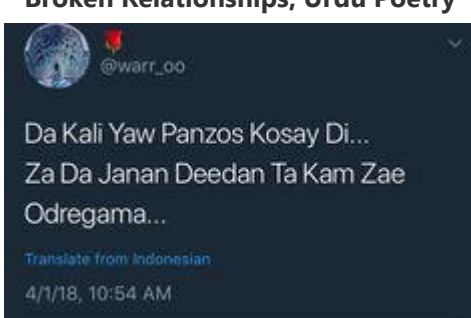 Broken Relationships, Urdu Poetry
@warr_oo
Da Kali Yaw Panzos Kosay Di...
Za Da Janan Deedan Ta Kam Zae
Odregama...
Translate from Indonesian
4/1/18, 10:54 AM